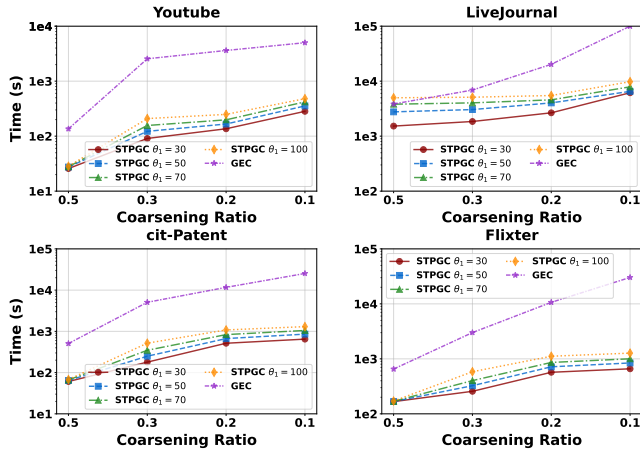 Youtube
1e4
1e3
1e2
1e1
Time (s)
STPGC θ₁ = 30
STPGC θ₁ = 50
STPGC θ₁ = 70
STPGC θ₁ = 100
GEC
0.5 0.3 0.2 0.1
Coarsening Ratio
LiveJournal
1e5
1e4
1e3
1e2
STPGC θ₁ = 30
STPGC θ₁ = 50
STPGC θ₁ = 70
STPGC θ₁ = 100
GEC
0.5 0.3 0.2 0.1
Coarsening Ratio
cit-Patent
1e5
1e4
1e3
1e2
1e1
Time (s)
STPGC θ₁ = 30
STPGC θ₁ = 50
STPGC θ₁ = 70
STPGC θ₁ = 100
GEC
0.5 0.3 0.2 0.1
Coarsening Ratio
Flixter
1e5
1e4
1e3
1e2
STPGC θ₁ = 30
STPGC θ₁ = 50
STPGC θ₁ = 70
STPGC θ₁ = 100
GEC
0.5 0.3 0.2 0.1
Coarsening Ratio